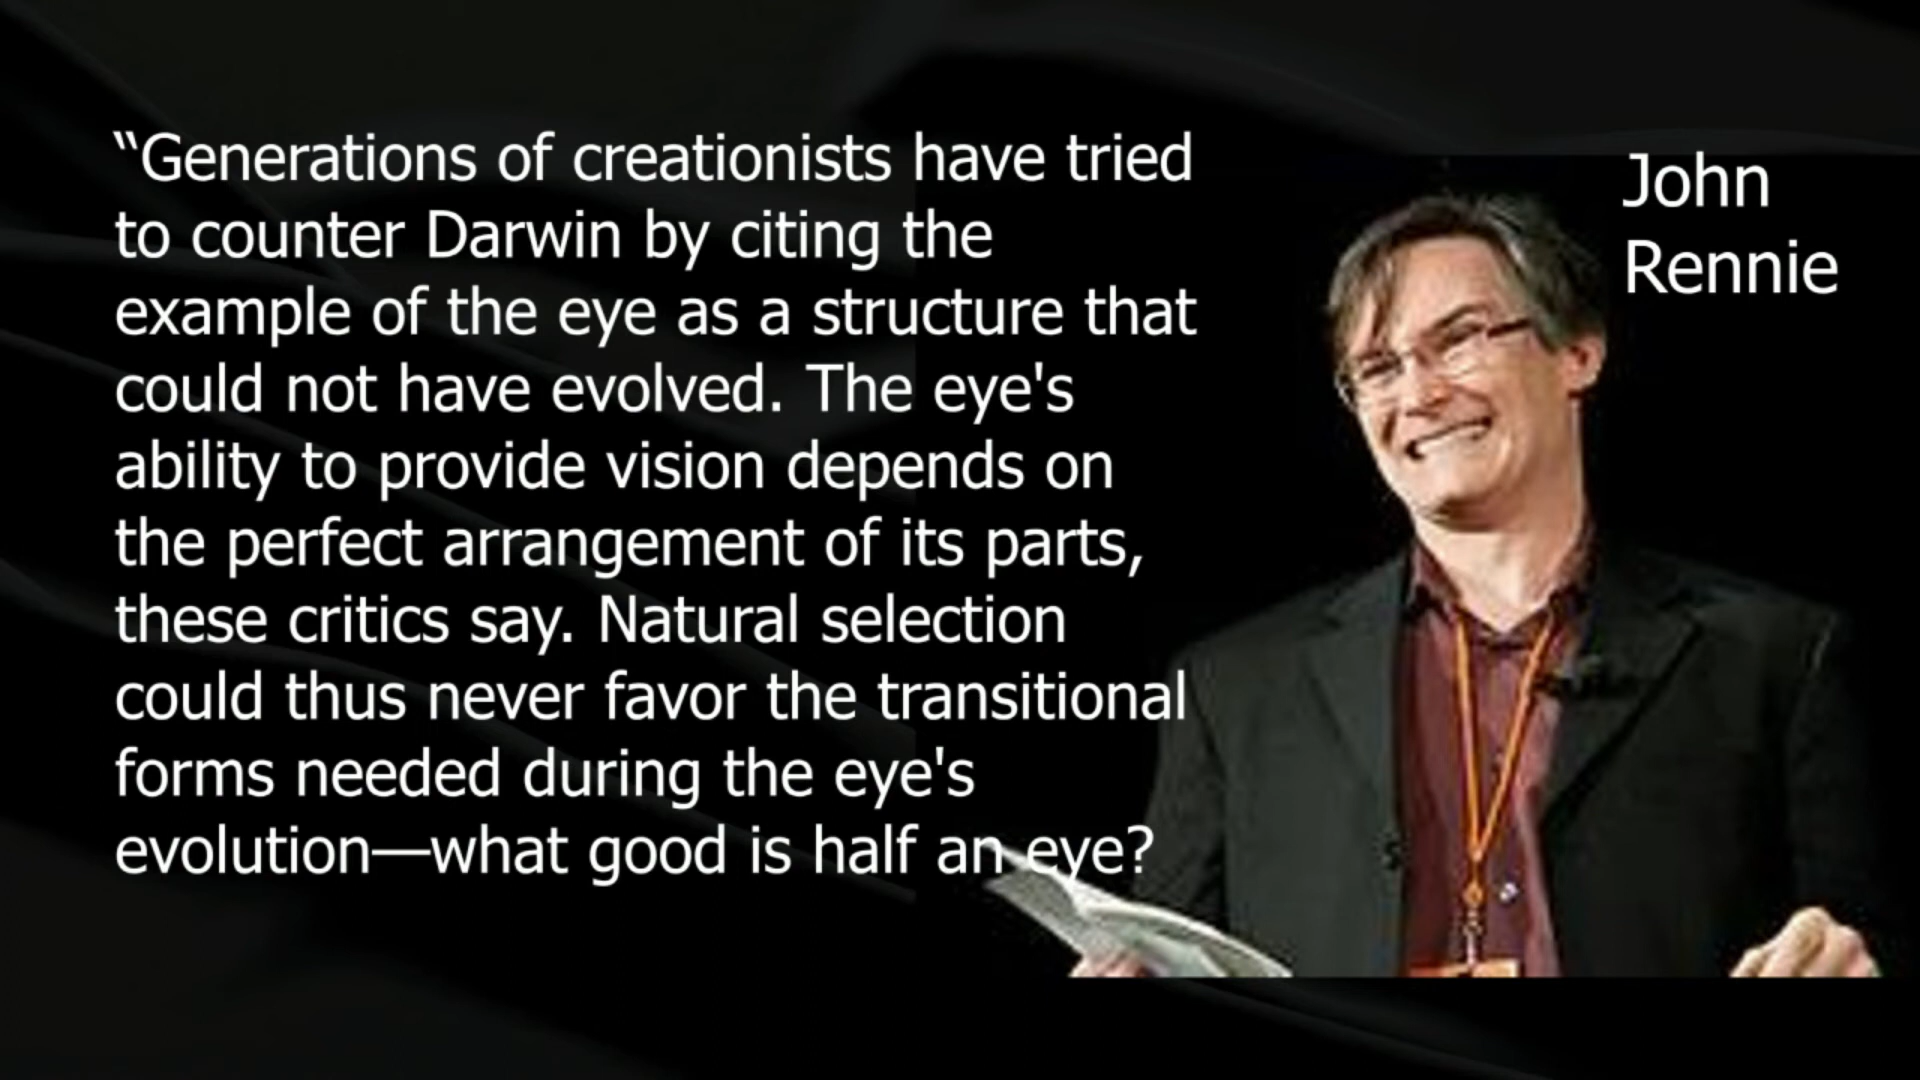 “Generations of creationists have tried
to counter Darwin by citing the
example of the eye as a structure that
could not have evolved. The eye's
ability to provide vision depends on
the perfect arrangement of its parts,
these critics say. Natural selection
could thus never favor the transitional
forms needed during the eye's
evolution—what good is half an eye?
John
Rennie